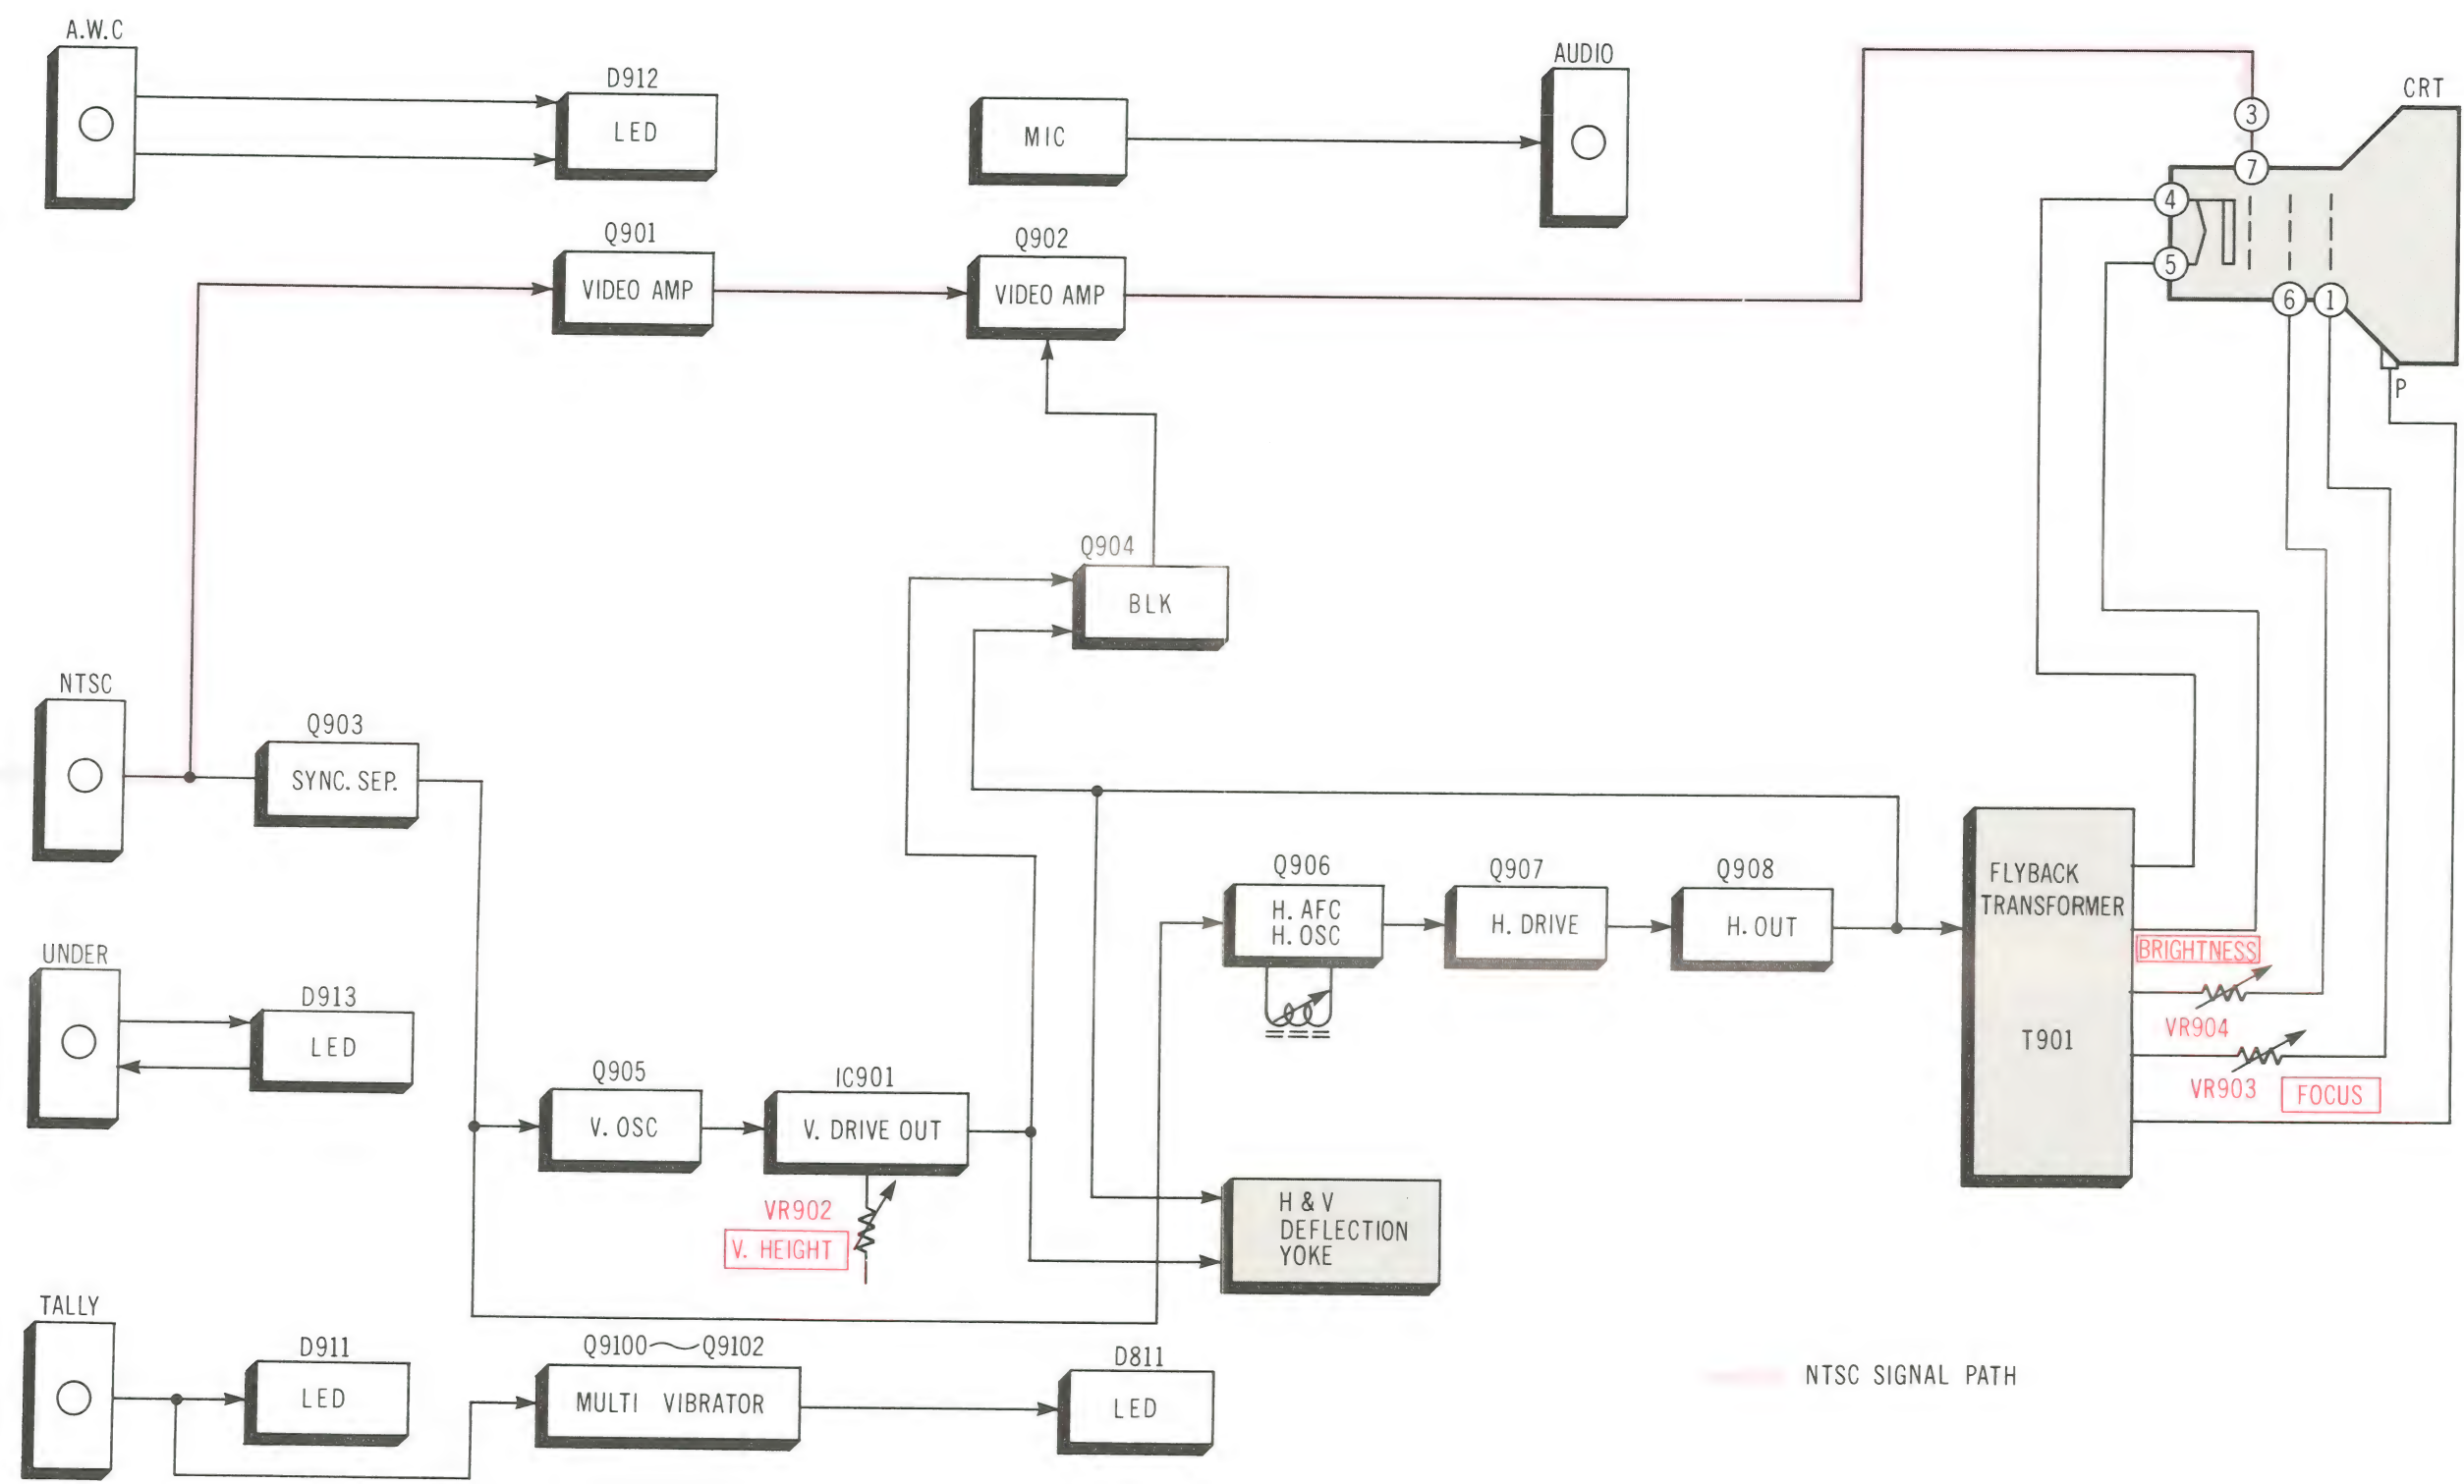 A.W.C
D912
LED
MIC
AUDIO
CRT
3
7
4
5
6
1
P
Q901
VIDEO AMP
Q902
VIDEO AMP
Q904
BLK
NTSC
Q903
SYNC. SEP.
Q906
H. AFC
H. OSC
Q907
H. DRIVE
Q908
H. OUT
FLYBACK
TRANSFORMER
T901
BRIGHTNESS
VR904
VR903
FOCUS
UNDER
D913
LED
Q905
V. OSC
IC901
V. DRIVE OUT
VR902
V. HEIGHT
H & V
DEFLECTION
YOKE
TALLY
D911
LED
Q9100～Q9102
MULTI VIBRATOR
D811
LED
NTSC SIGNAL PATH